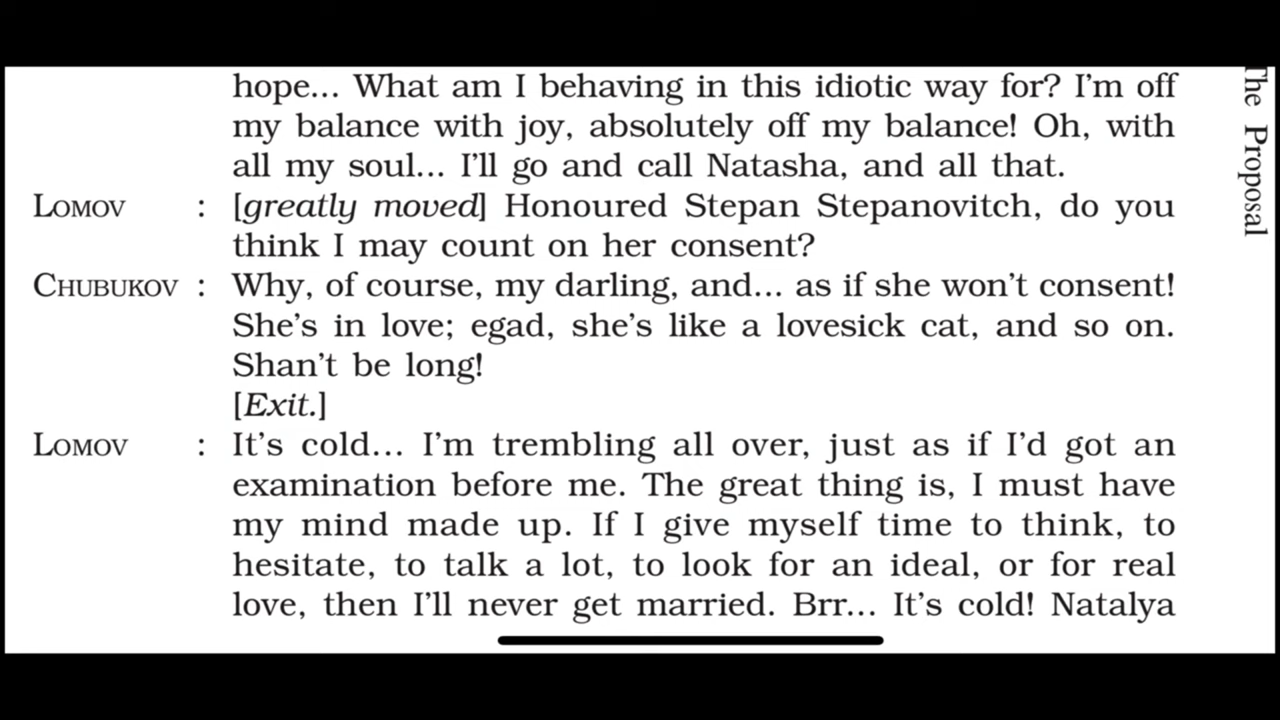 hope... What am I behaving in this idiotic way for? I'm off
my balance with joy, absolutely off my balance! Oh, with
all my soul... I'll go and call Natasha, and all that.
LOMOV : [greatly moved] Honoured Stepan Stepanovitch, do you
think I may count on her consent?
CHUBUKOV : Why, of course, my darling, and... as if she won't consent!
She's in love; egad, she's like a lovesick cat, and so on.
Shan't be long!
[Exit.]
LOMOV : It's cold... I'm trembling all over, just as if I'd got an
examination before me. The great thing is, I must have
my mind made up. If I give myself time to think, to
hesitate, to talk a lot, to look for an ideal, or for real
love, then I'll never get married. Brr... It's cold! Natalya
The Proposal